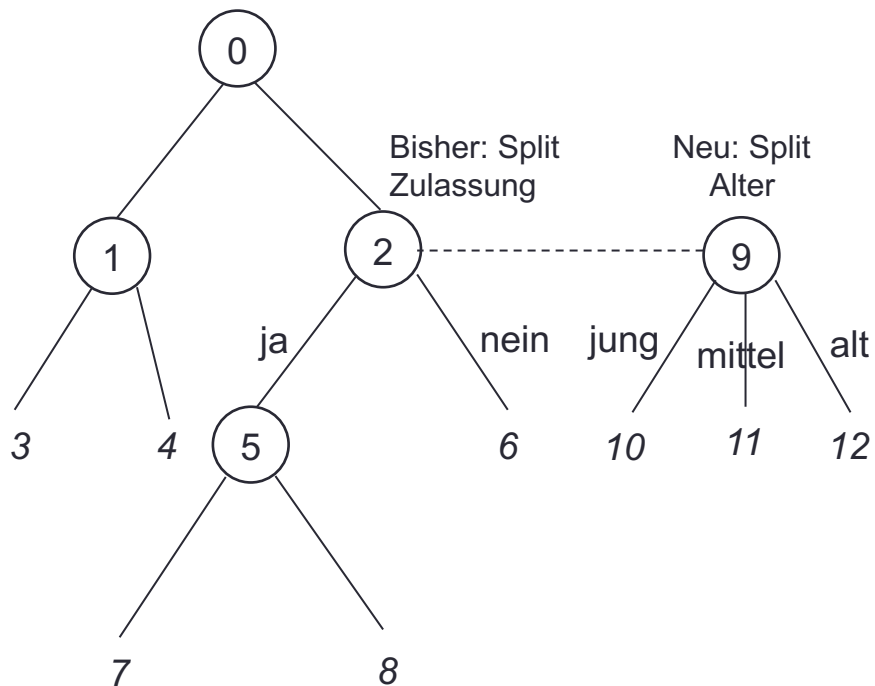 0
Bisher: Split
Zulassung
Neu: Split
Alter
1
2
9
ja
nein
jung
mittel
alt
3
4
5
6
10
11
12
7
8